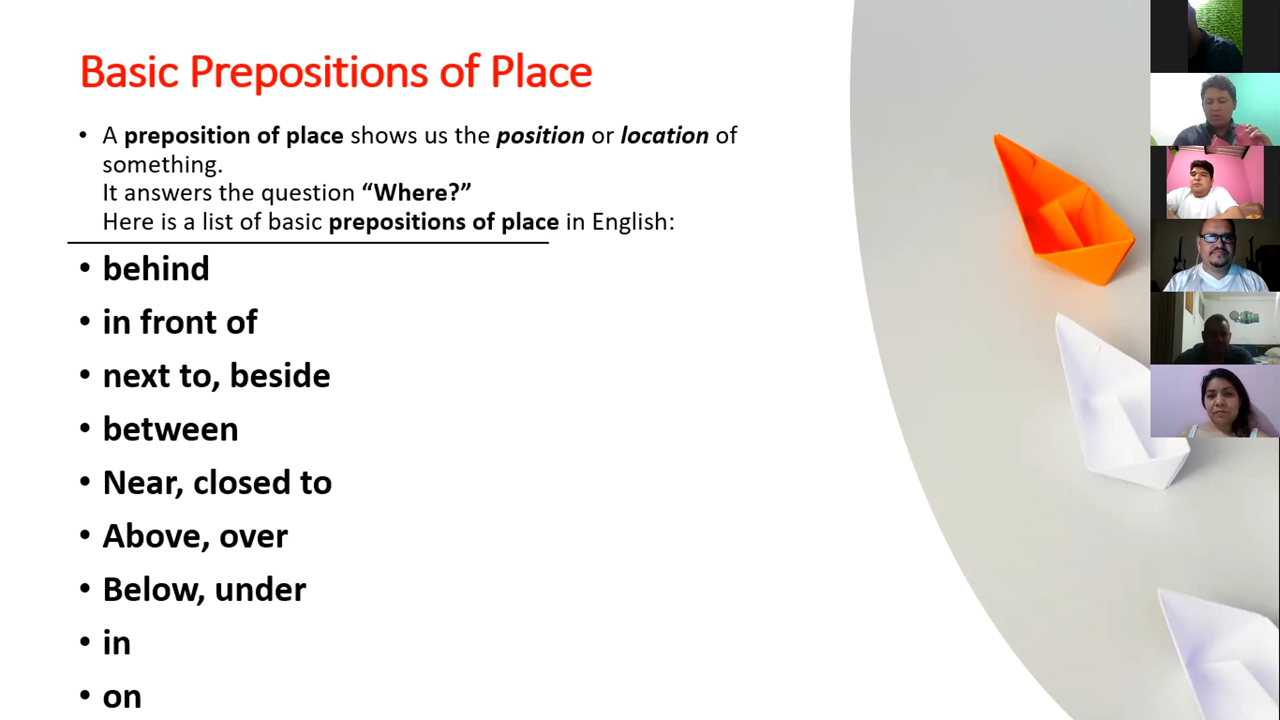 Basic Prepositions of Place
• A preposition of place shows us the position or location of
something.
It answers the question “Where?”
Here is a list of basic prepositions of place in English:
• behind
• in front of
• next to, beside
• between
• Near, closed to
• Above, over
• Below, under
• in
• on